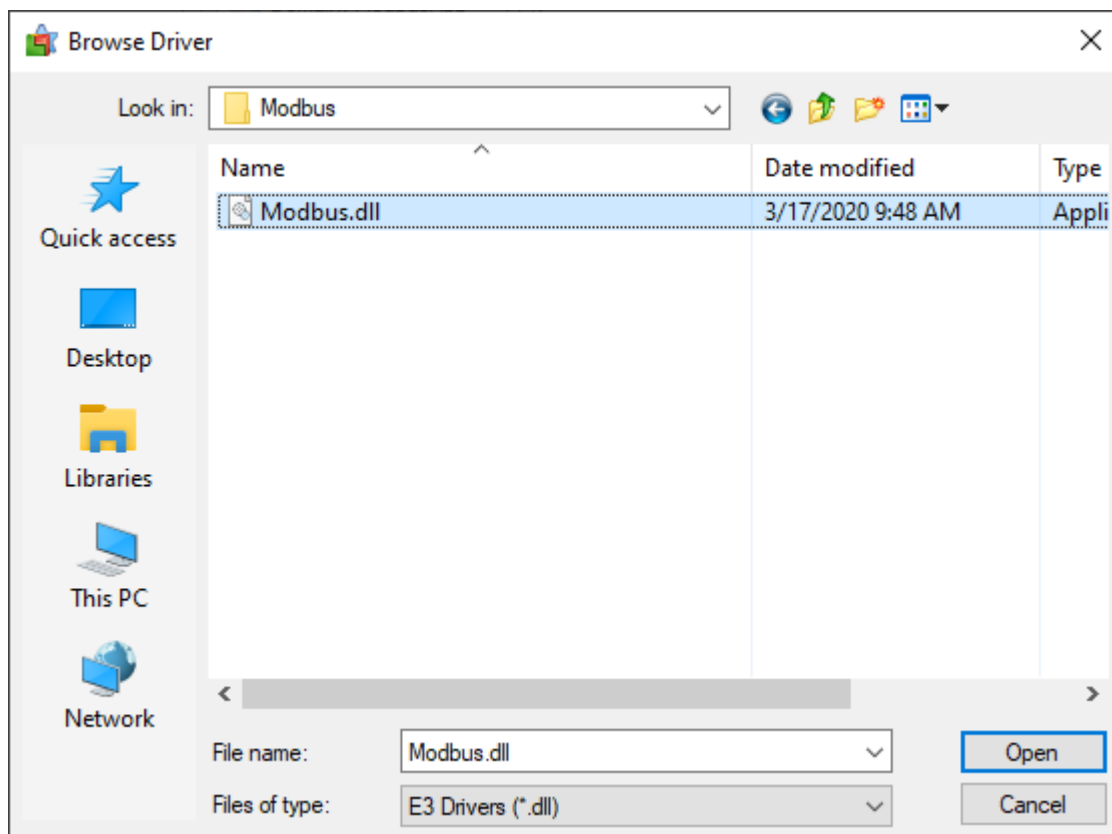 Browse Driver
Look in: Modbus
Name Date modified Type
Modbus.dll 3/17/2020 9:48 AM Appli
Quick access
Desktop
Libraries
This PC
Network
File name: Modbus.dll Open
Files of type: E3 Drivers (*.dll) Cancel